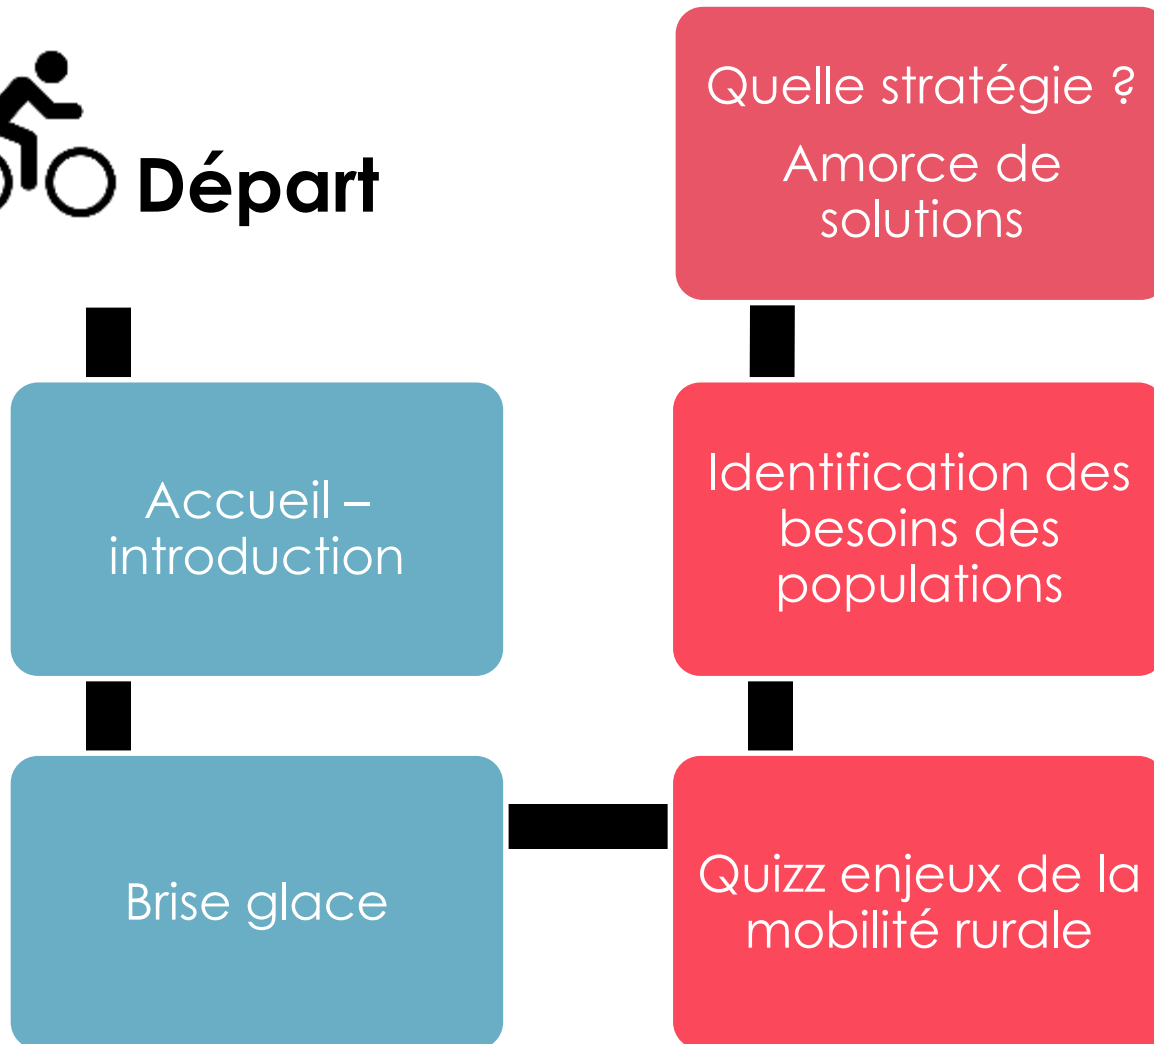 Départ
Accueil –
introduction
Brise glace
Quizz enjeux de la
mobilité rurale
Identification des
besoins des
populations
Quelle stratégie ?
Amorce de
solutions